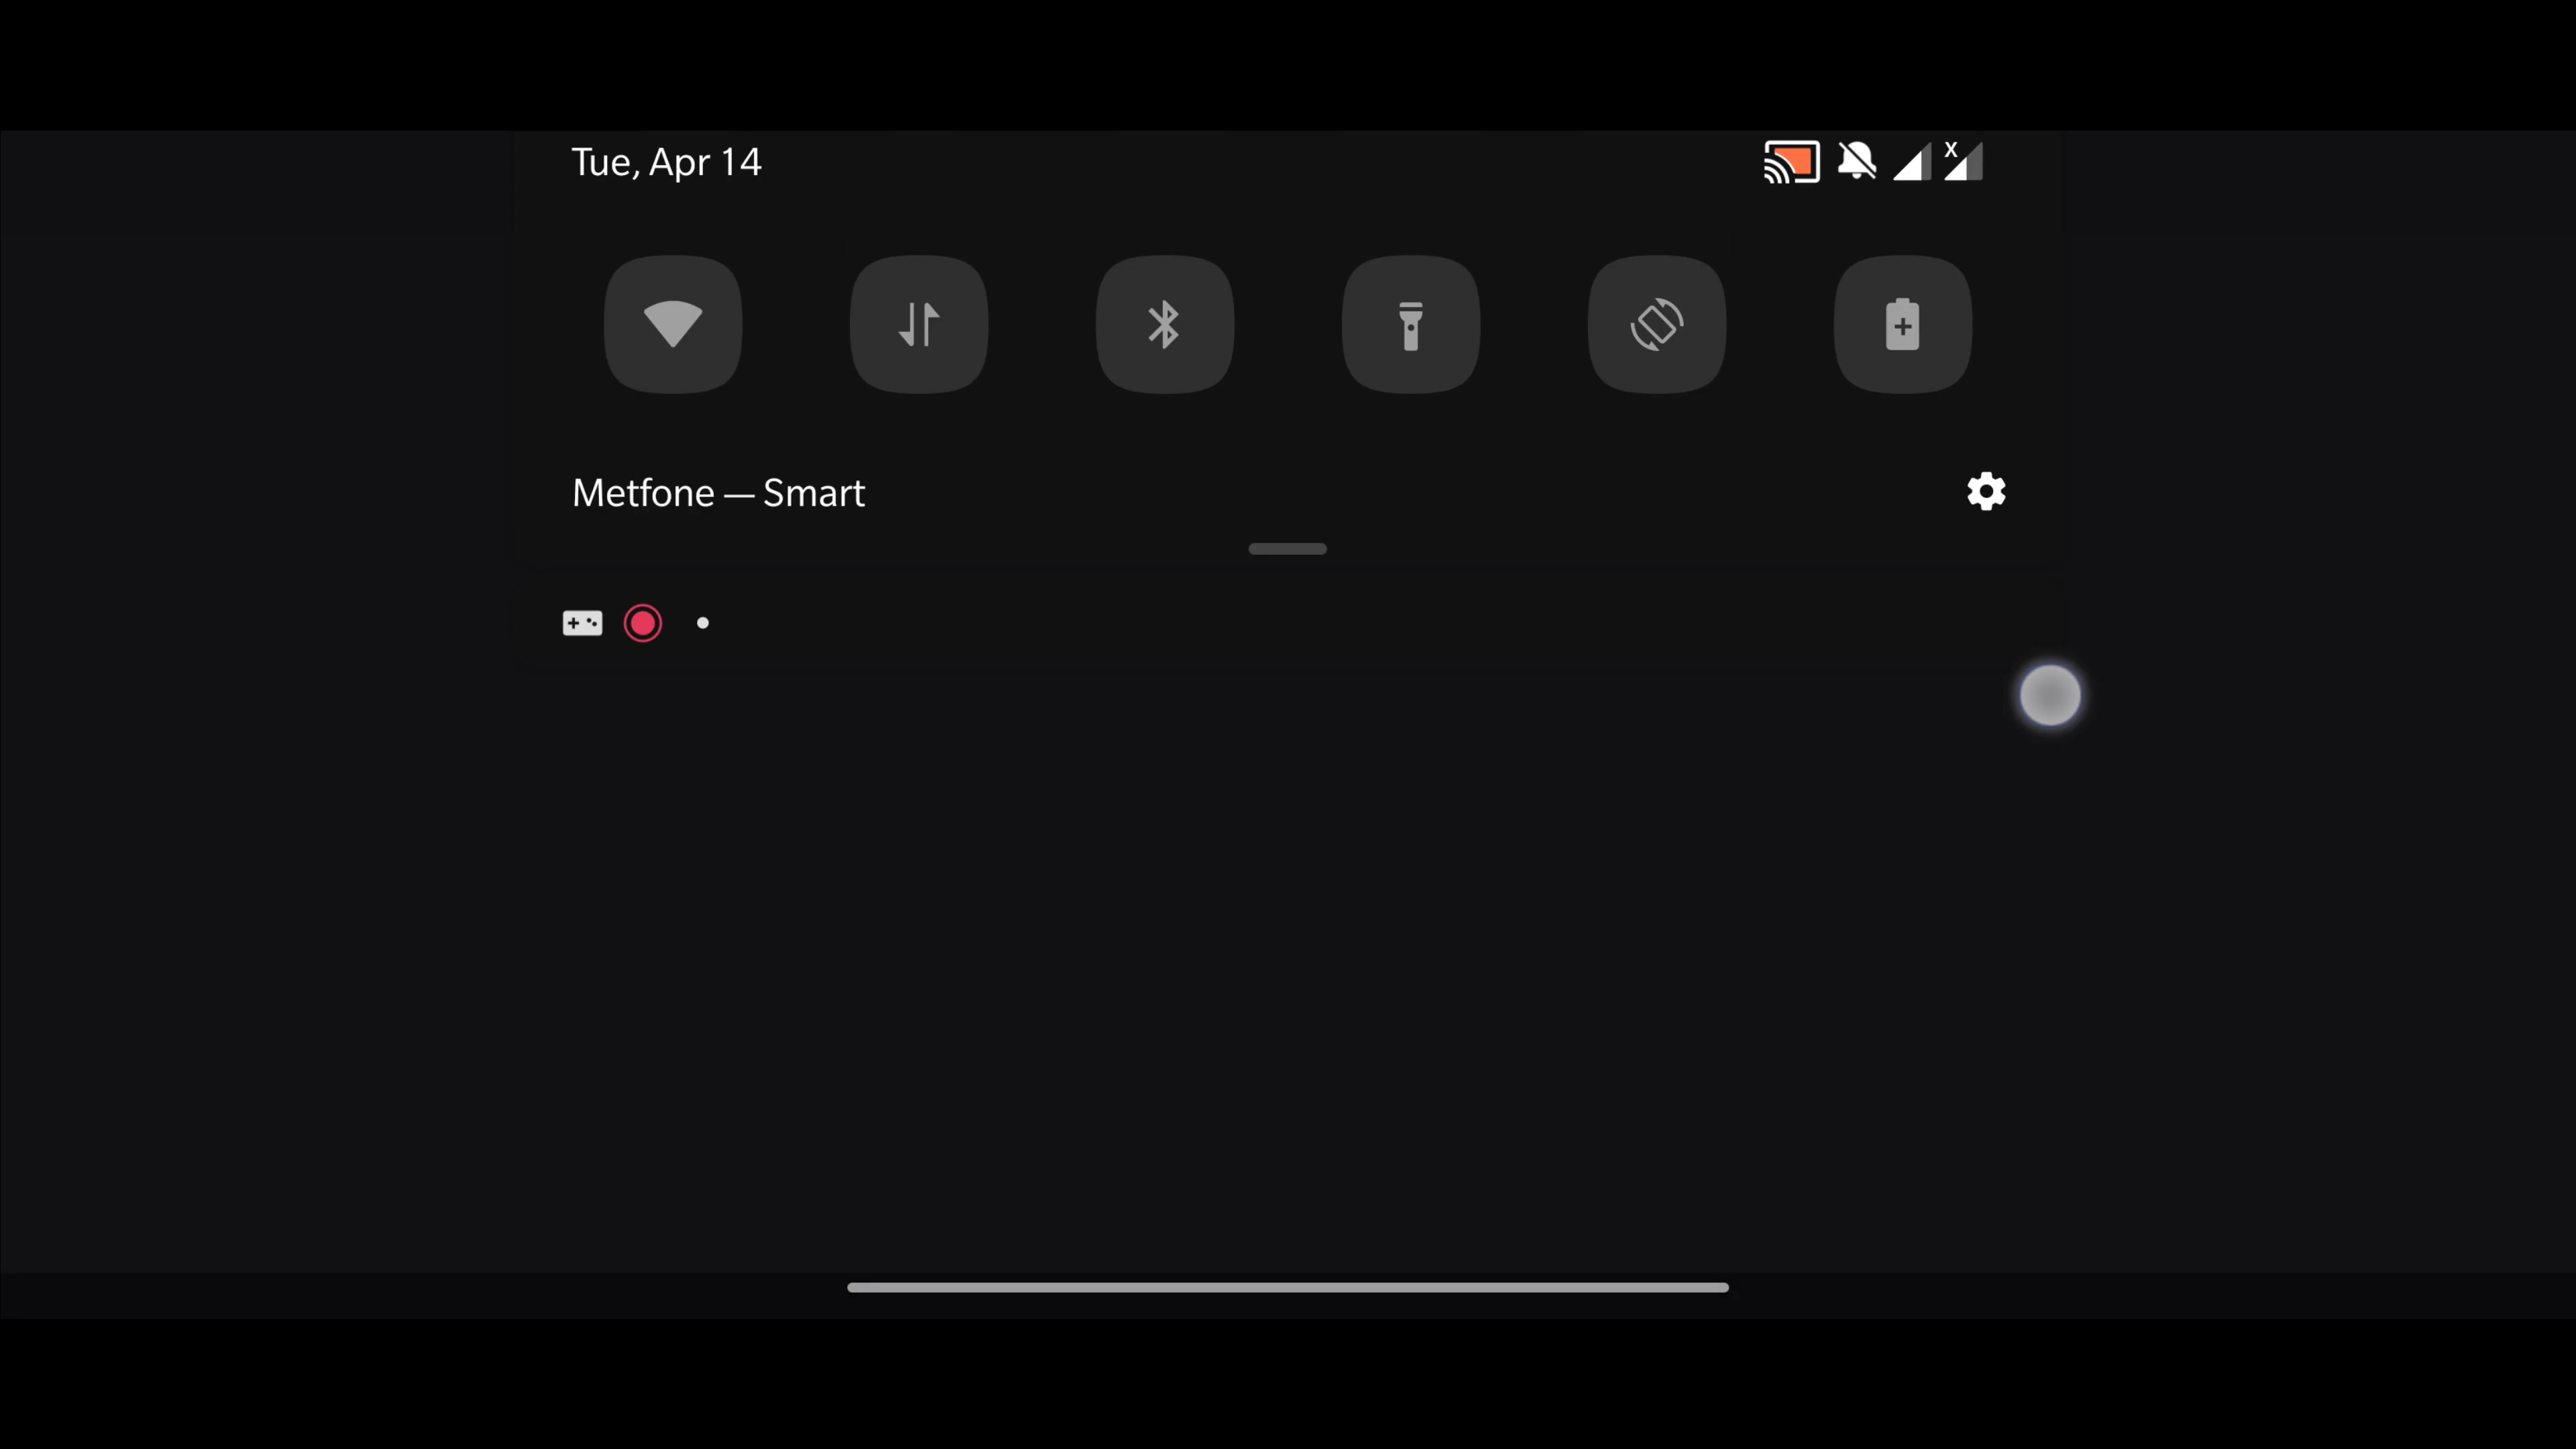 Tue, Apr 14
X
Metfone — Smart